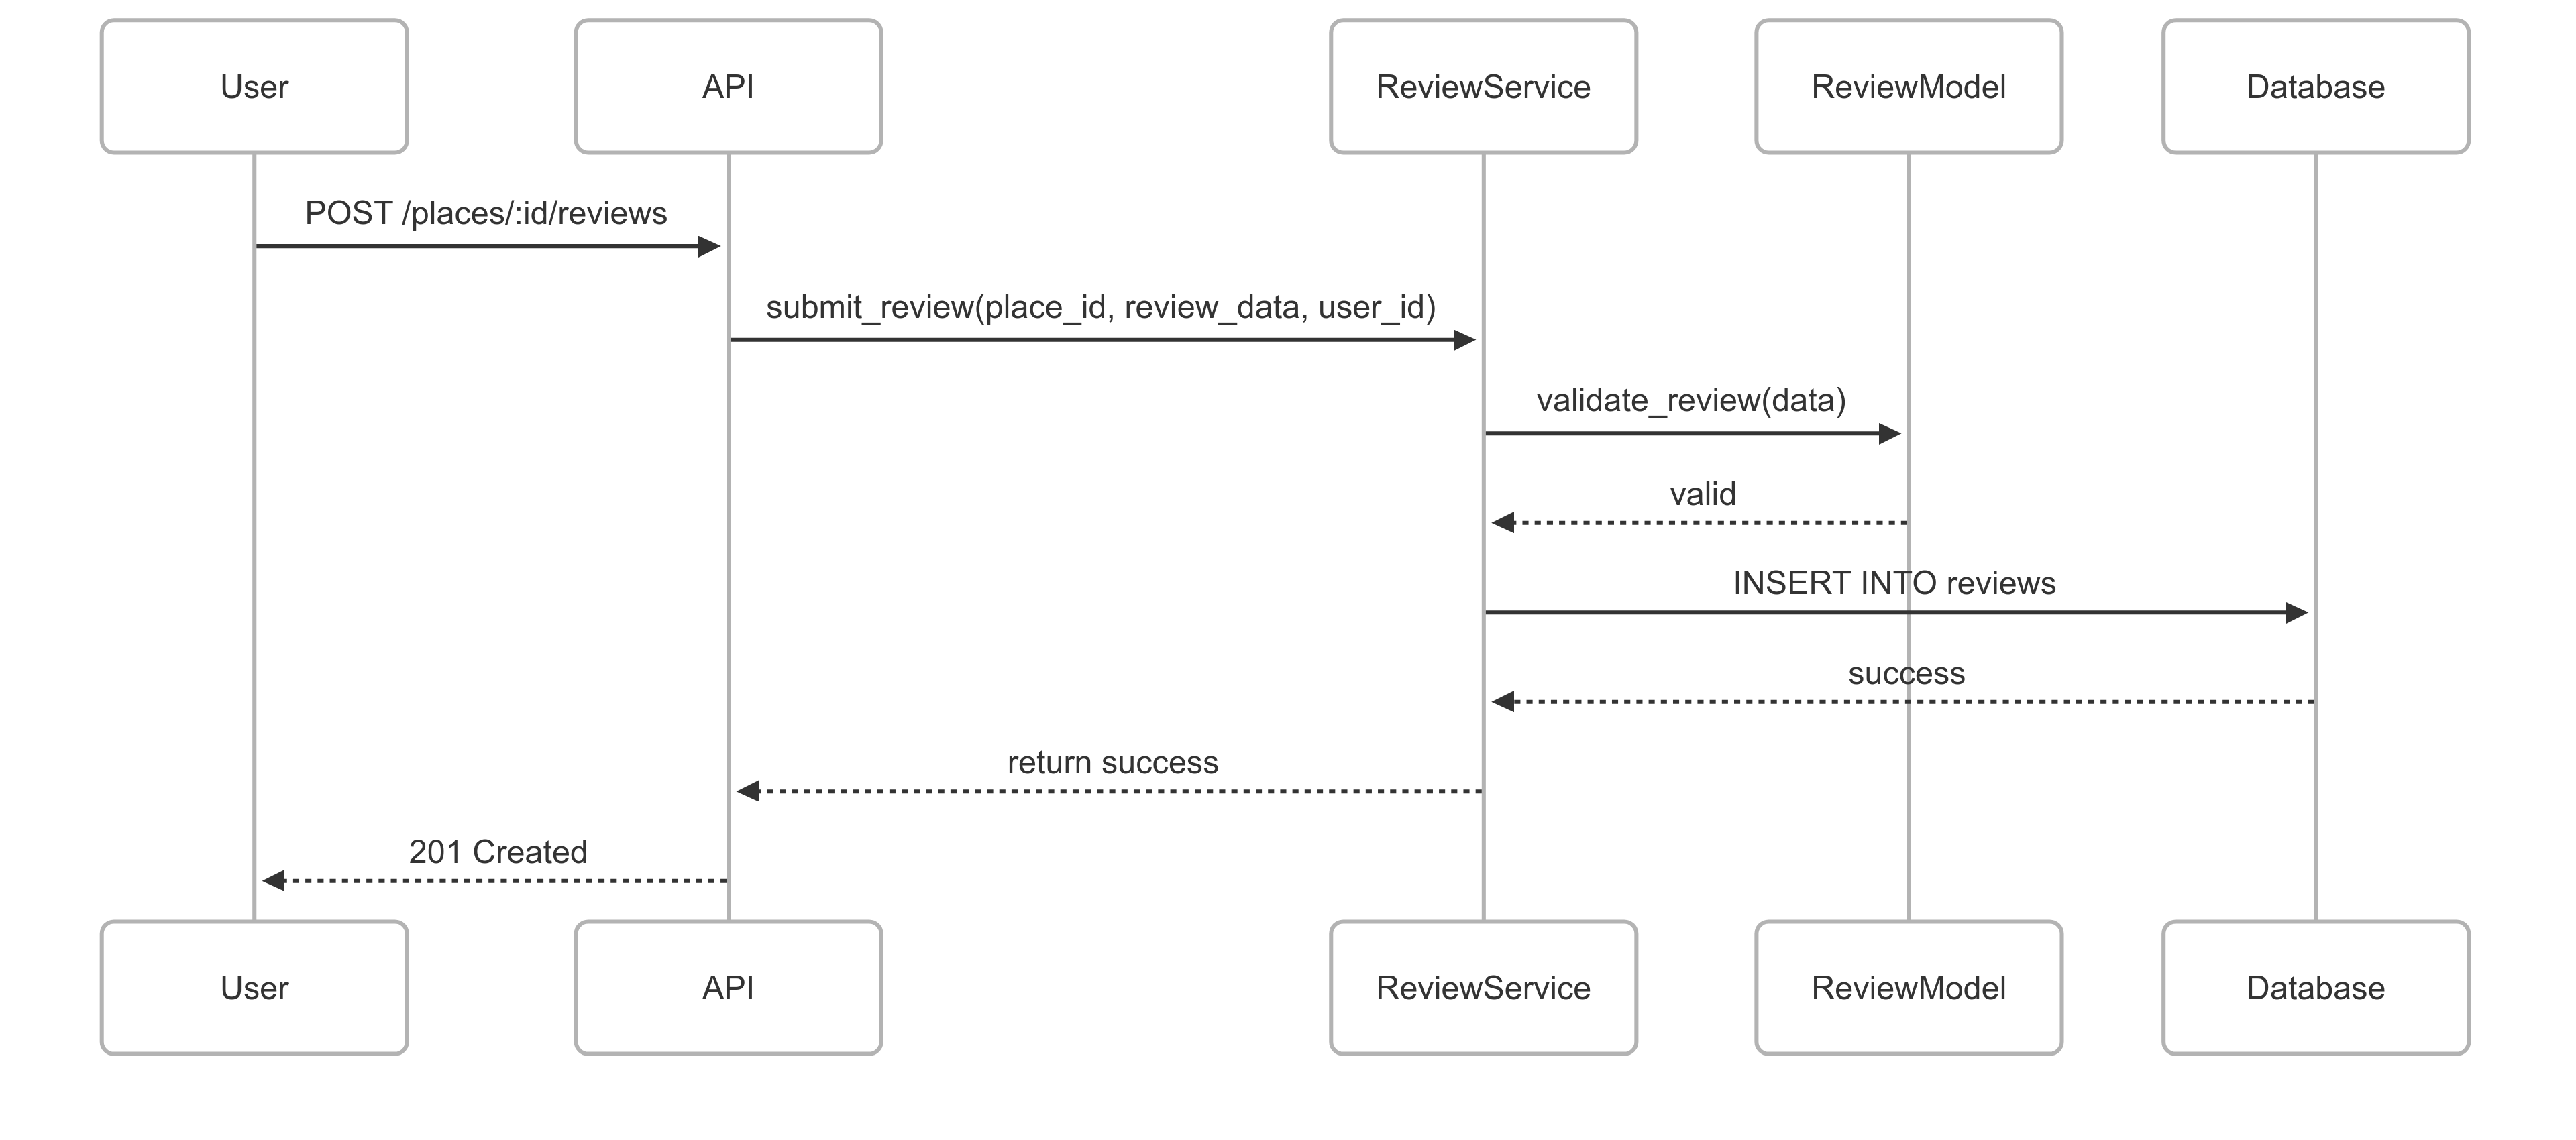 User
API
ReviewService
ReviewModel
Database
POST /places/:id/reviews
submit_review(place_id, review_data, user_id)
validate_review(data)
valid
INSERT INTO reviews
success
return success
201 Created
User
API
ReviewService
ReviewModel
Database